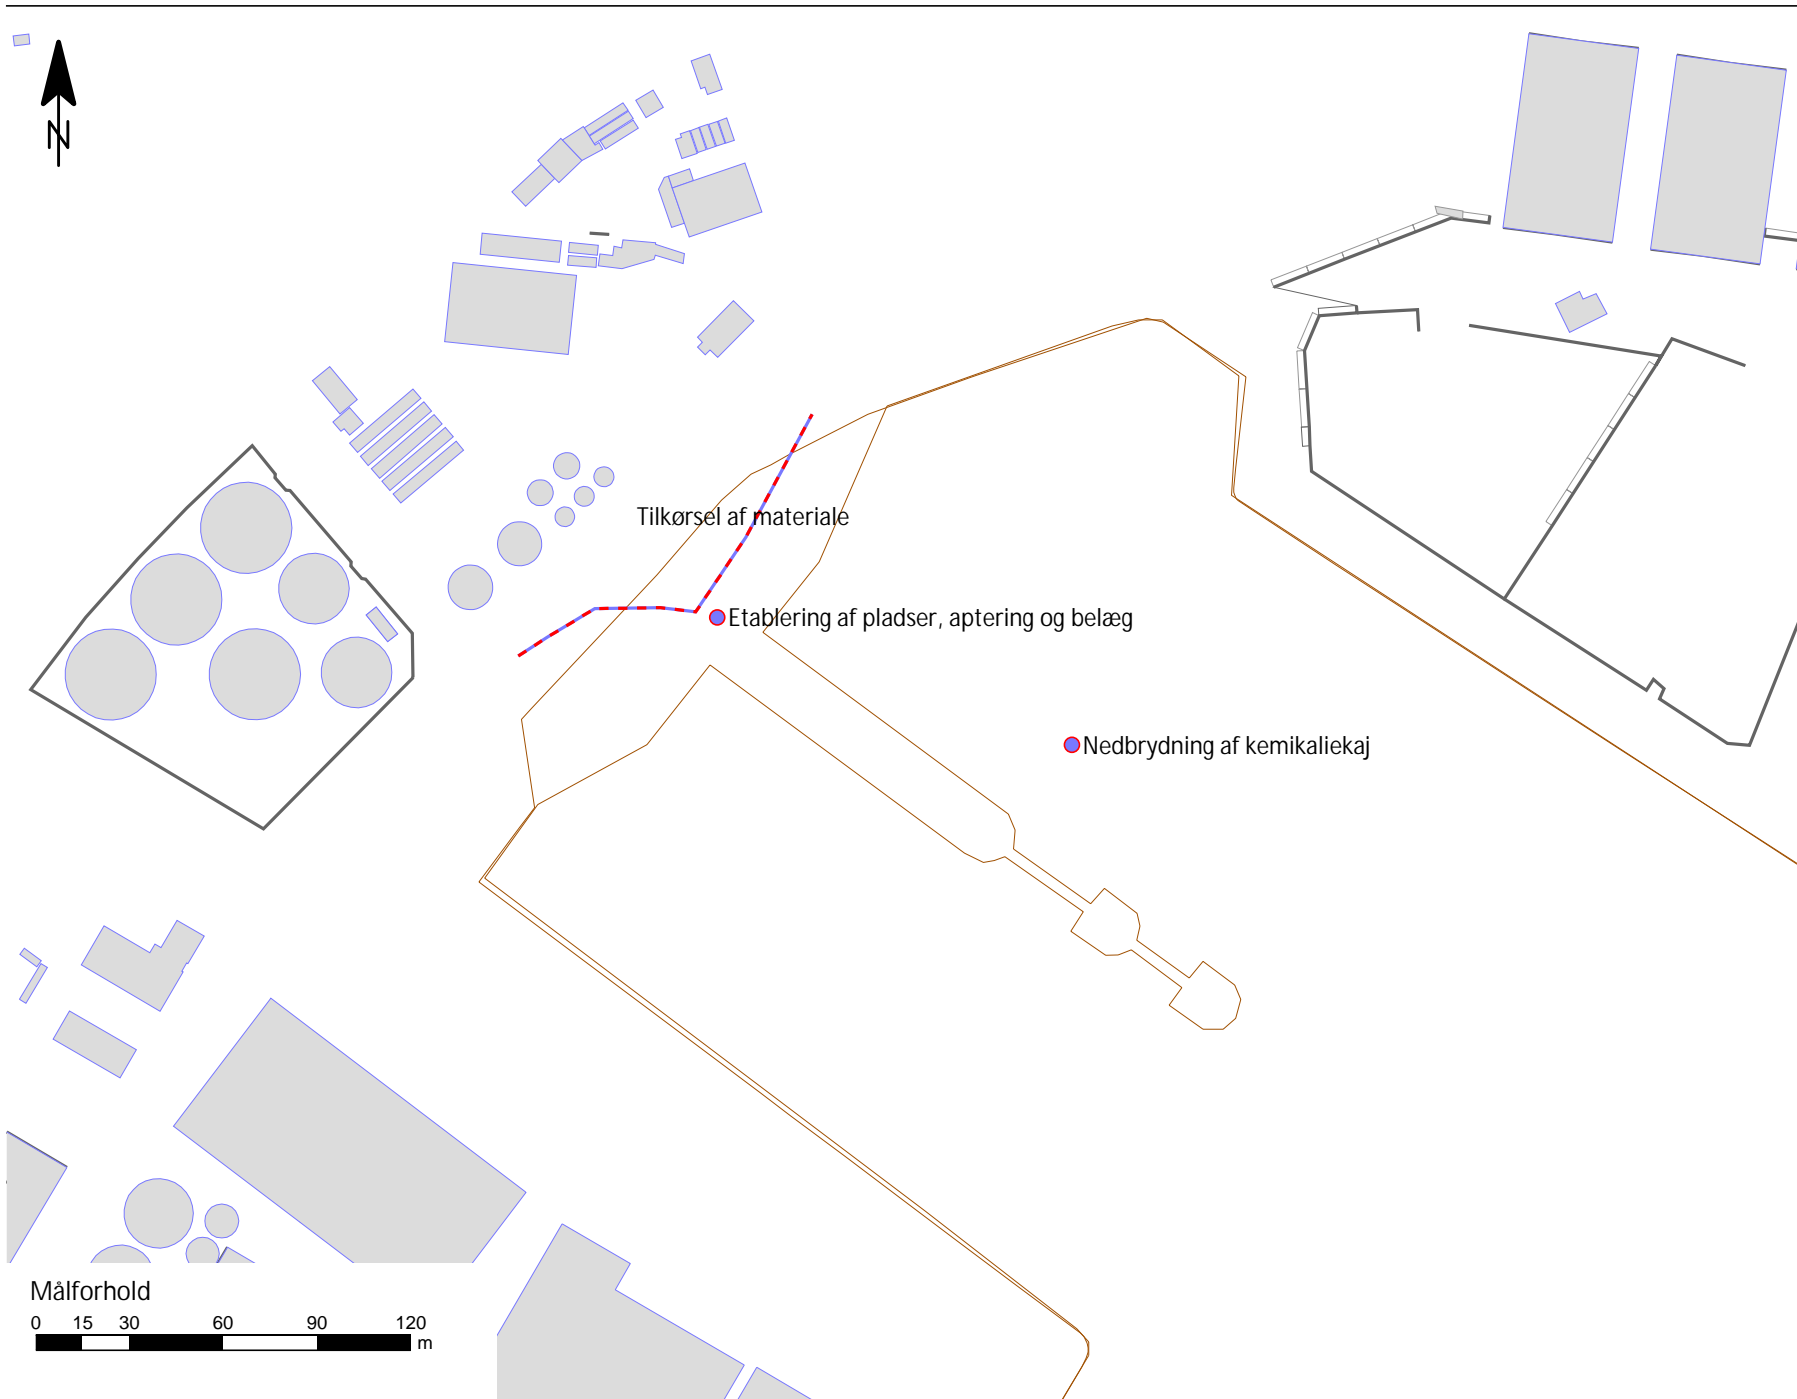 N
Tilkørsel af materiale
Etablering af pladser, aptering og belæg
Nedbrydning af kemikaliekaj
Målforhold
0 15 30 60 90 120
m